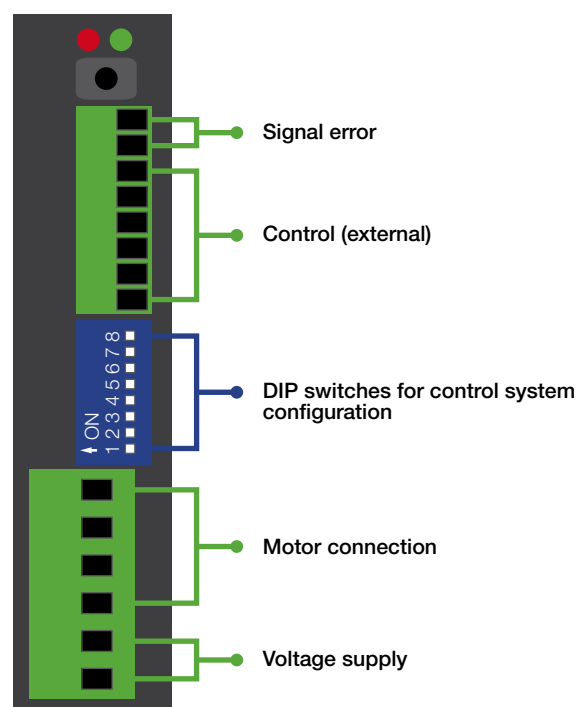 Signal error
Control (external)
↑ ON
1 2 3 4 5 6 7 8
DIP switches for control system
configuration
Motor connection
Voltage supply